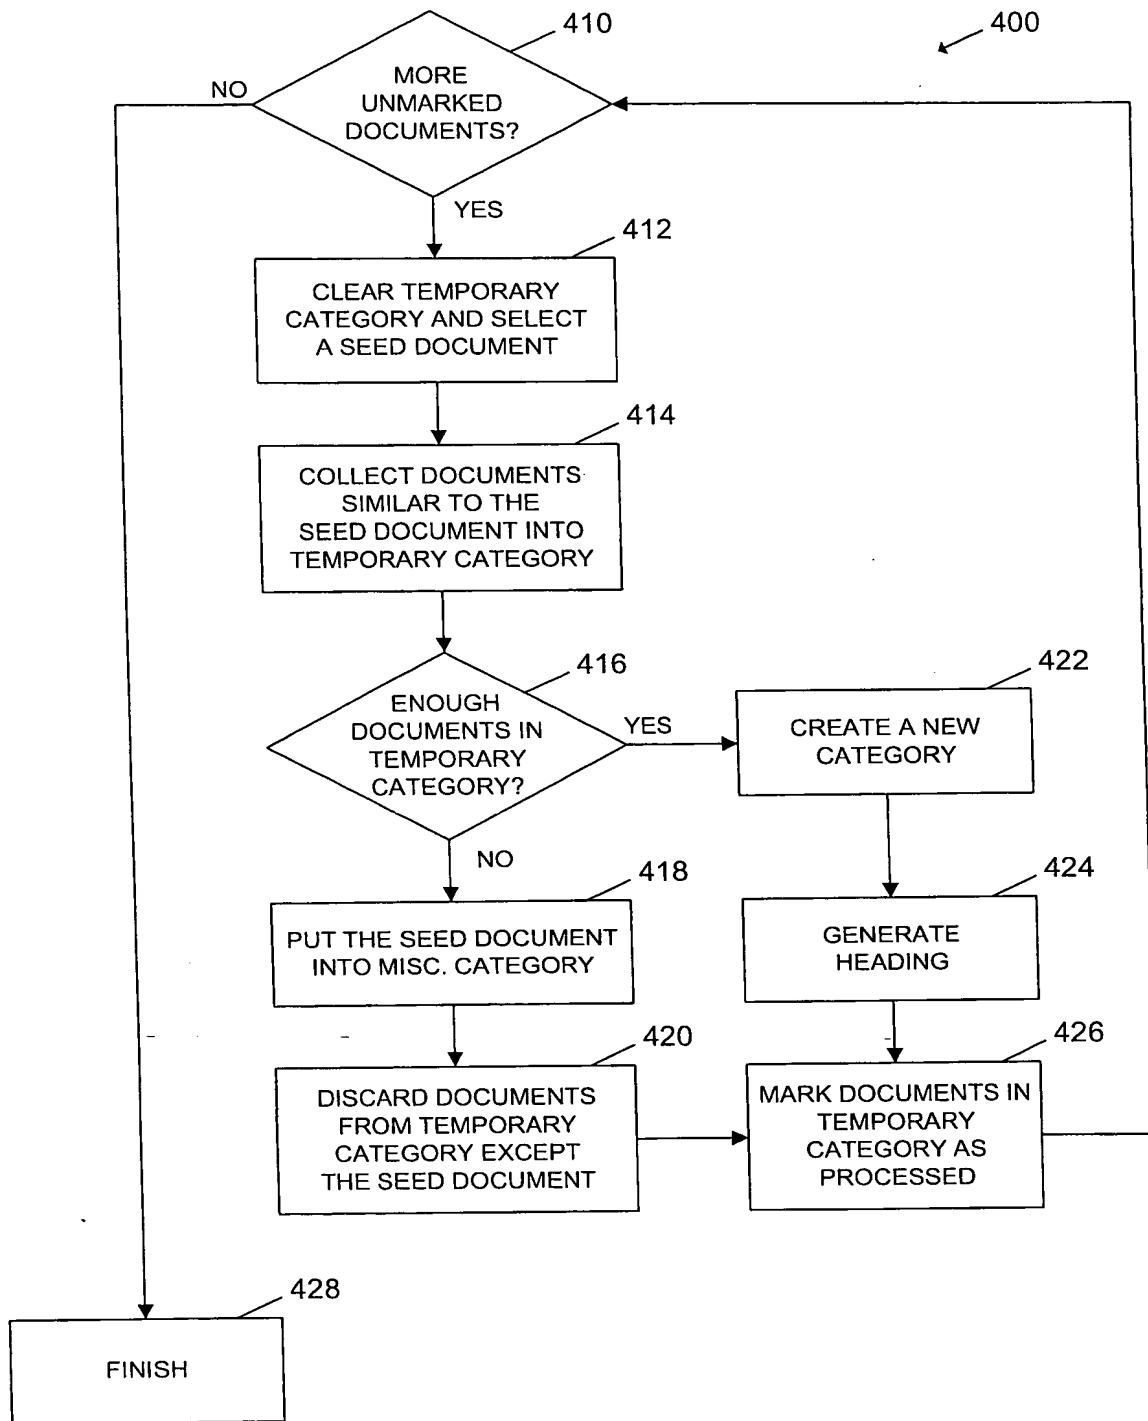 410
400
NO
MORE
UNMARKED
DOCUMENTS?
YES
412
CLEAR TEMPORARY
CATEGORY AND SELECT
A SEED DOCUMENT
414
COLLECT DOCUMENTS
SIMILAR TO THE
SEED DOCUMENT INTO
TEMPORARY CATEGORY
416
ENOUGH
DOCUMENTS IN
TEMPORARY
CATEGORY?
YES
422
CREATE A NEW
CATEGORY
NO
418
PUT THE SEED DOCUMENT
INTO MISC. CATEGORY
424
GENERATE
HEADING
420
DISCARD DOCUMENTS
FROM TEMPORARY
CATEGORY EXCEPT
THE SEED DOCUMENT
426
MARK DOCUMENTS IN
TEMPORARY
CATEGORY AS
PROCESSED
428
FINISH